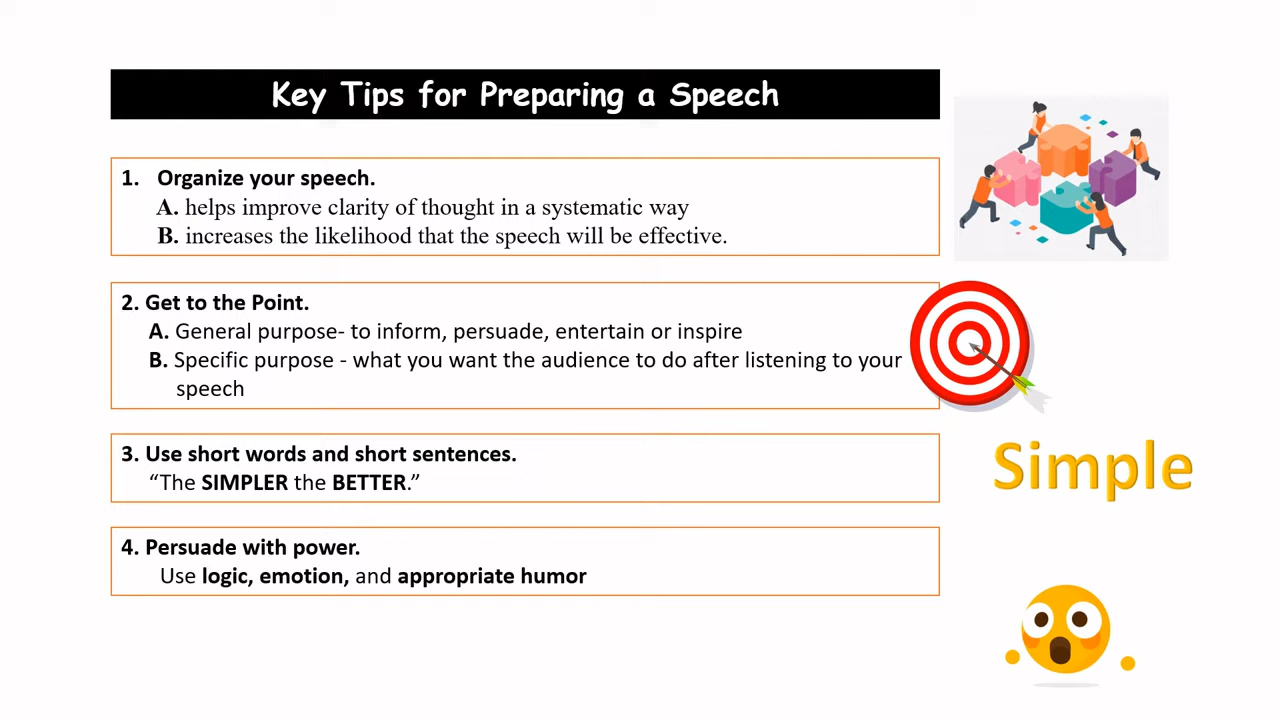 Key Tips for Preparing a Speech
1. Organize your speech.
A. helps improve clarity of thought in a systematic way
B. increases the likelihood that the speech will be effective.
2. Get to the Point.
A. General purpose- to inform, persuade, entertain or inspire
B. Specific purpose - what you want the audience to do after listening to your
speech
3. Use short words and short sentences.
“The SIMPLER the BETTER.”
Simple
4. Persuade with power.
Use logic, emotion, and appropriate humor